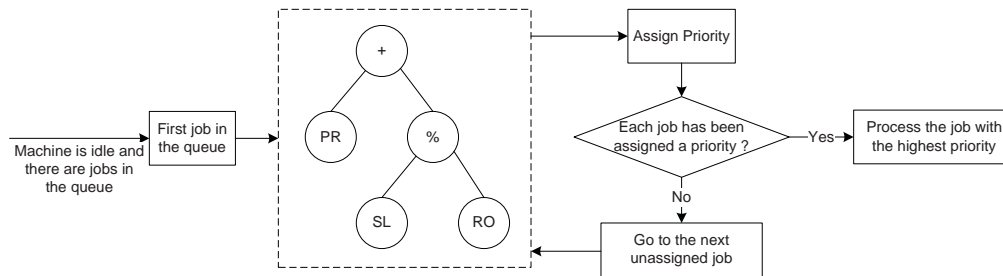 Machine is idle and
there are jobs in
the queue
First job in
the queue
+
PR
%
SL
RO
Assign Priority
Each job has been
assigned a priority ?
Yes
Process the job with
the highest priority
No
Go to the next
unassigned job